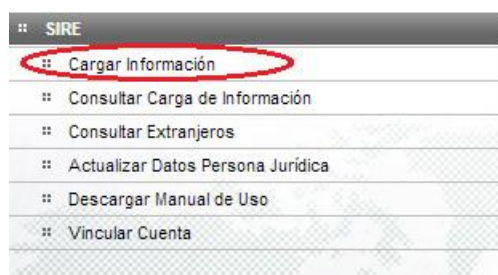 SIRE
Cargar Información
Consultar Carga de Información
Consultar Extranjeros
Actualizar Datos Persona Jurídica
Descargar Manual de Uso
Vincular Cuenta